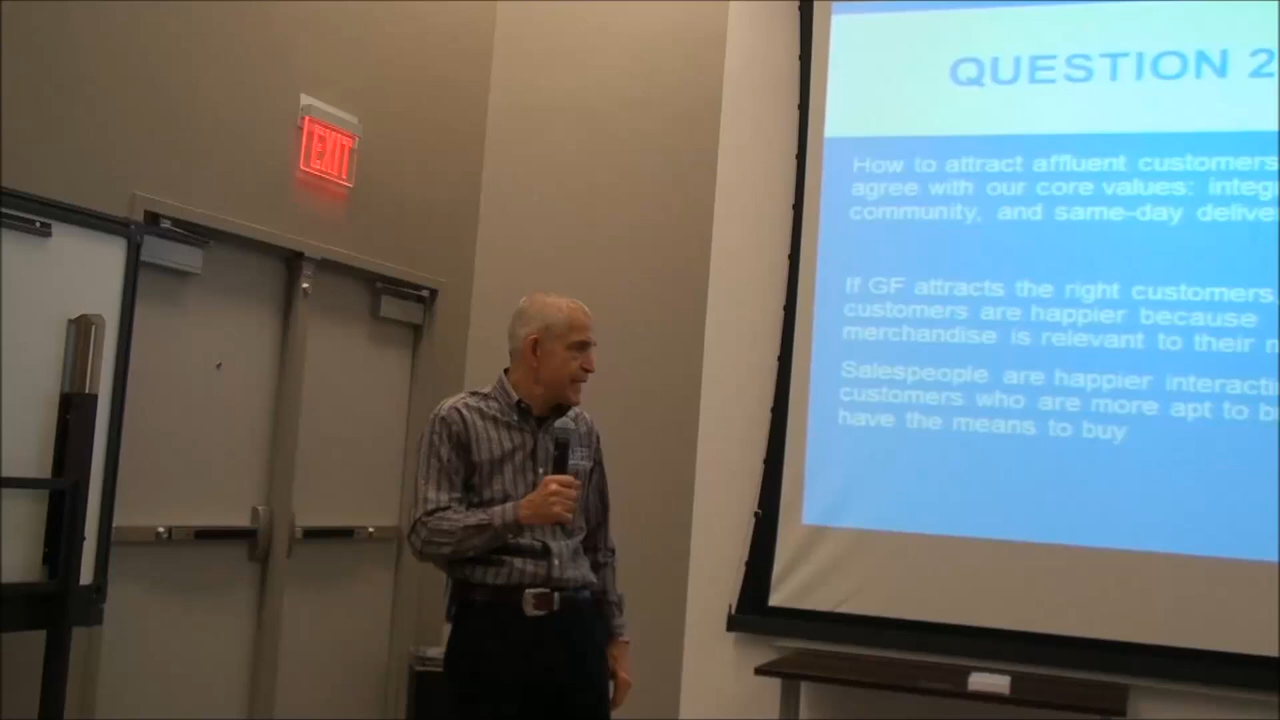 EXIT
QUESTION 2
How to attract affluent customers
agree with our core values: integ
community, and same-day deliver
If GF attracts the right customers,
customers are happier because
merchandise is relevant to their
Salespeople are happier interacti
customers who are more apt to b
have the means to buy